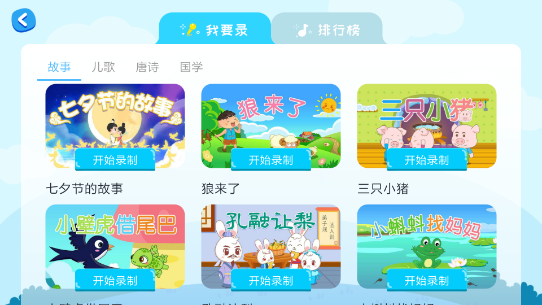 我要录
排行榜
故事 儿歌 唐诗 国学
七夕节的故事
狼来了
三只小猪
开始录制
开始录制
开始录制
七夕节的故事
狼来了
三只小猪
小壁虎借尾巴
孔融让梨
小蝌蚪找妈妈
开始录制
开始录制
开始录制